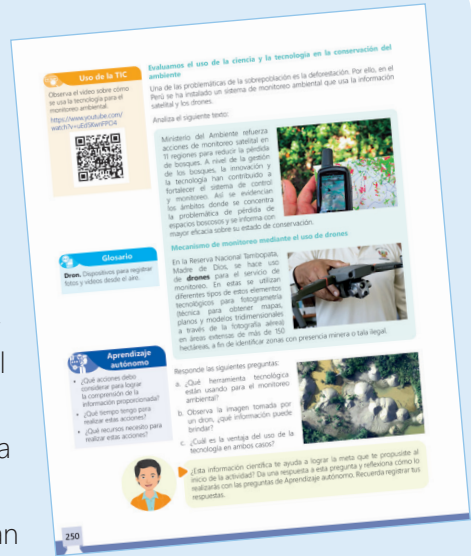 Uso de la TIC
Observa el video sobre cómo
se usa la tecnología para el
monitoreo ambiental.
https://www.youtube.com/
Evaluamos el uso de la ciencia y la tecnología en la conservación del
ambiente
Una de las problemáticas de la sobrepoblación es la deforestación. Por ello, en el
Perú se ha instalado un sistema de monitoreo ambiental que usa la información
satelital y los drones.
Analiza el siguiente texto:
Ministerio del Ambiente refuerza
acciones de monitoreo satelital en
11 regiones para reducir la pérdida
de bosques. A nivel de la gestión
de los bosques, la innovación y
la tecnología han contribuido a
fortalecer el sistema de control
y monitoreo. Así se evidencian
los ámbitos donde se concentra
la problemática de pérdida de
espacios boscosos y se informa con
mayor eficacia sobre su estado de conservación.
Glosario
Dron. Dispositivos para registrar
fotos y videos desde el aire.
Mecanismo de monitoreo mediante el uso de drones
En la Reserva Nacional Tambopata,
Madre de Dios, se hace uso
de drones para el servicio de
monitoreo. En estas se utilizan
diferentes tipos de estos elementos
tecnológicos para fotogrametría
(técnica para obtener mapas,
planos y modelos tridimensionales
a través de la fotografía aérea)
en áreas extensas de más de 150
hectáreas, a fin de identificar zonas con presencia minera o tala ilegal.
Aprendizaje
autónomo
• ¿Qué acciones debo
considerar para lograr
la comprensión de la
información proporcionada?
• ¿Qué tiempo tengo para
realizar estas acciones?
• ¿Qué recursos necesito para
realizar estas acciones?
Responde las siguientes preguntas:
a. ¿Qué herramienta tecnológica
están usando para el monitoreo
ambiental?
b. Observa la imagen tomada por
un dron, ¿qué información puede
brindar?
c. ¿Cuál es la ventaja del uso de la
tecnología en ambos casos?
¿Esta información científica te ayuda a lograr la meta que te propusiste al
inicio de la actividad? Da una respuesta a esta pregunta y reflexiona cómo lo
realizarás con las preguntas de Aprendizaje autónomo. Recuerda registrar tus
respuestas.
250
l
a
an